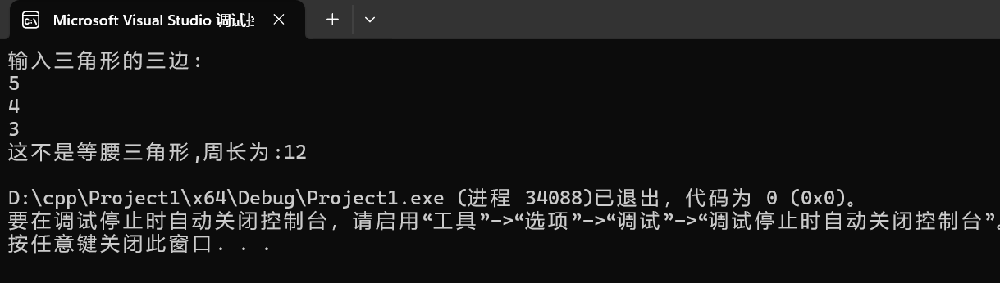 Microsoft Visual Studio 调试
输入三角形的三边:
5
4
3
这不是等腰三角形,周长为:12
D:\cpp\Project1\x64\Debug\Project1.exe (进程 34088)已退出，代码为 0 (0x0)。
要在调试停止时自动关闭控制台，请启用“工具”->“选项”->“调试”->“调试停止时自动关闭控制台”。
按任意键关闭此窗口. . .